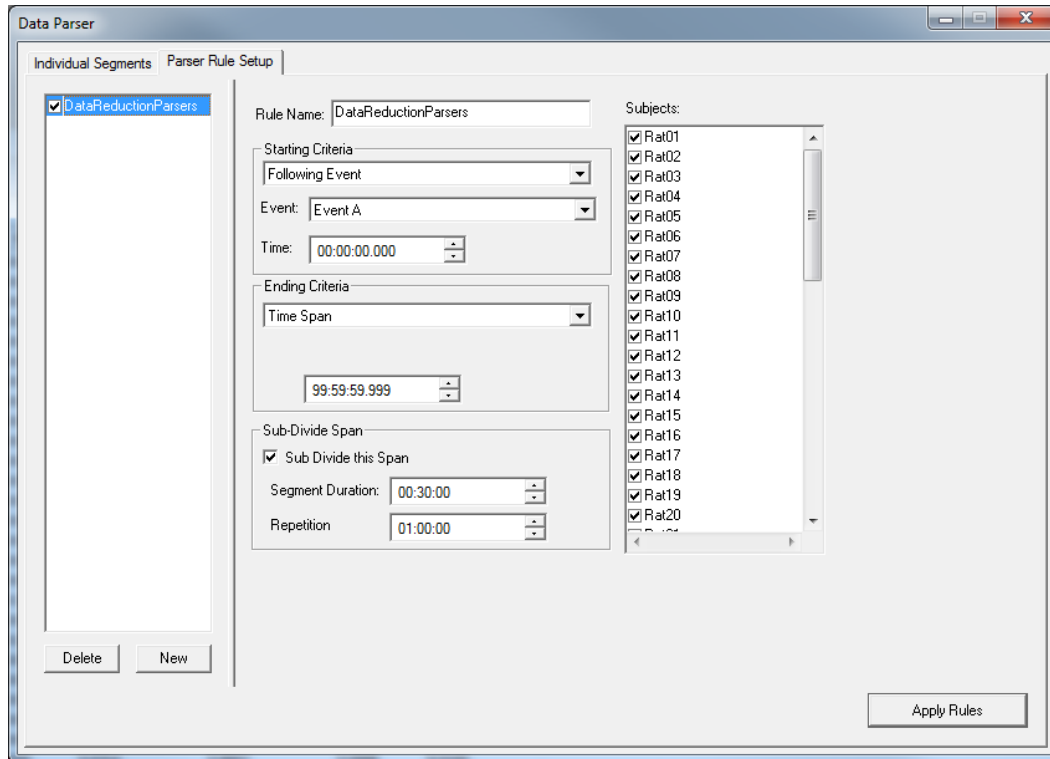 Data Parser
Individual Segments
Parser Rule Setup
DataReductionParsers
Delete
New
Rule Name: DataReductionParsers
Starting Criteria
Following Event
Event: Event A
Time: 00:00:00.000
Ending Criteria
Time Span
99:59:59.999
Sub-Divide Span
Sub Divide this Span
Segment Duration: 00:30:00
Repetition 01:00:00
Subjects:
Rat01
Rat02
Rat03
Rat04
Rat05
Rat06
Rat07
Rat08
Rat09
Rat10
Rat11
Rat12
Rat13
Rat14
Rat15
Rat16
Rat17
Rat18
Rat19
Rat20
Apply Rules